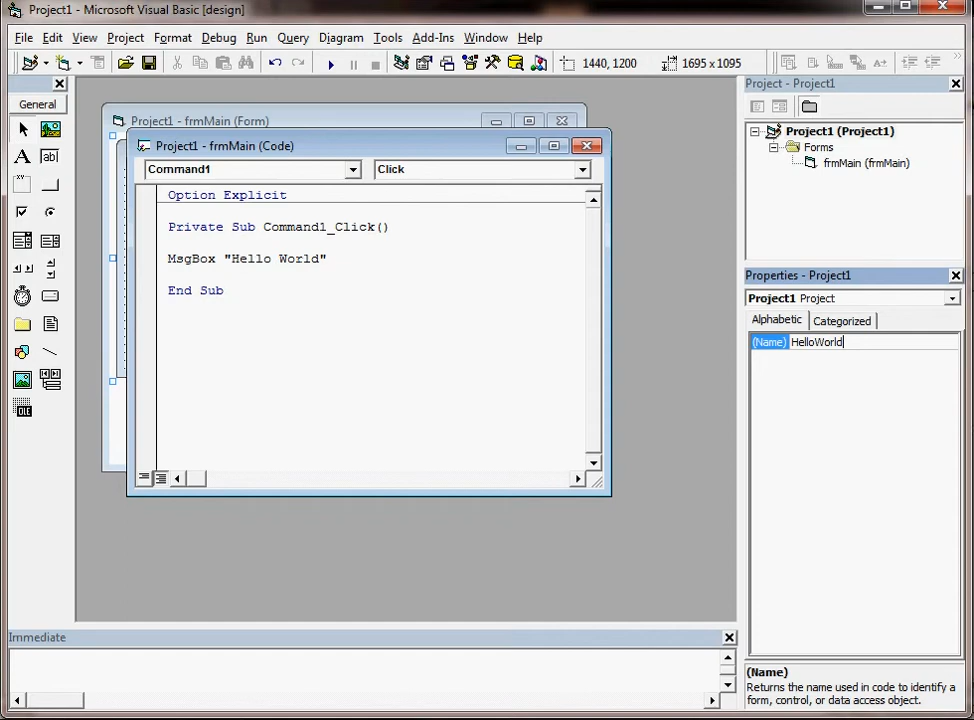 Project1 - Microsoft Visual Basic [design]
File Edit View Project Format Debug Run Query Diagram Tools Add-Ins Window Help
1440, 1200
1695 x 1095
General
Project1 - frmMain (Form)
Project1 - frmMain (Code)
Command1
Click
Option Explicit
Private Sub Command1_Click()
MsgBox "Hello World"
End Sub
Project - Project1
Project1 (Project1)
Forms
frmMain (frmMain)
Properties - Project1
Project1 Project
Alphabetic Categorized
(Name) HelloWorld
(Name)
Returns the name used in code to identify a
form, control, or data access object.
Immediate